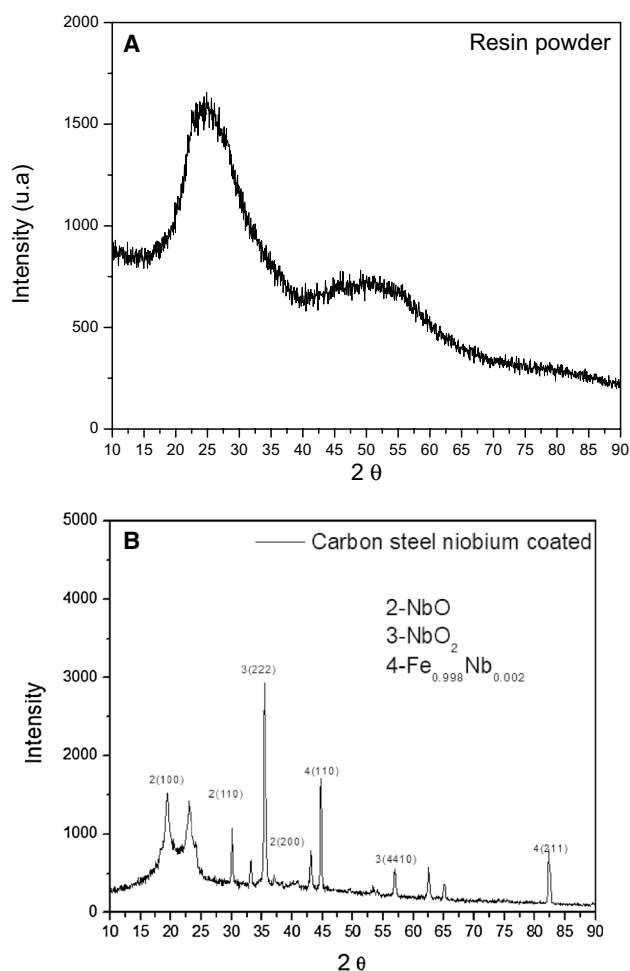 A
Resin powder
Intensity (u.a)
2000
1500
1000
500
0
10 15 20 25 30 35 40 45 50 55 60 65 70 75 80 85 90
2 θ
B
Carbon steel niobium coated
2-NbO
3-NbO2
4-Fe0.998Nb0.002
Intensity
5000
4000
3000
2000
1000
0
3(222)
4(110)
2(100)
2(110)
2(200)
3(4410)
4(211)
10 15 20 25 30 35 40 45 50 55 60 65 70 75 80 85 90
2 θ